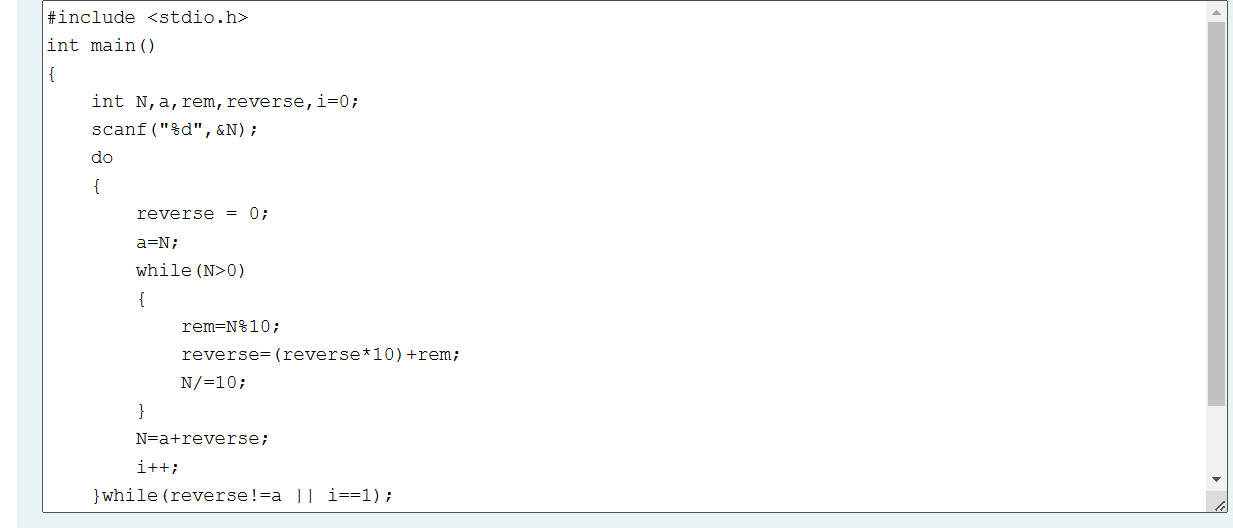 #include <stdio.h>
int main()
{
    int N,a,rem,reverse,i=0;
    scanf("%d",&N);
    do
    {
        reverse = 0;
        a=N;
        while(N>0)
        {
            rem=N%10;
            reverse=(reverse*10)+rem;
            N/=10;
        }
        N=a+reverse;
        i++;
    }while(reverse!=a || i==1);